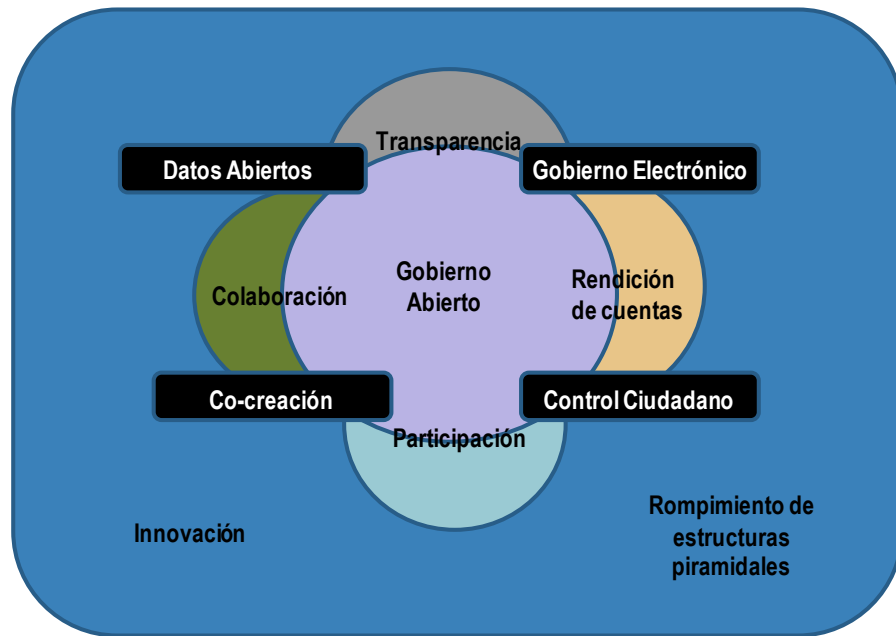 Transparencia
Datos Abiertos
Gobierno Electrónico
Gobierno
Abierto
Colaboración
Rendición
de cuentas
Co-creación
Control Ciudadano
Participación
Innovación
Rompimiento de
estructuras
piramidales